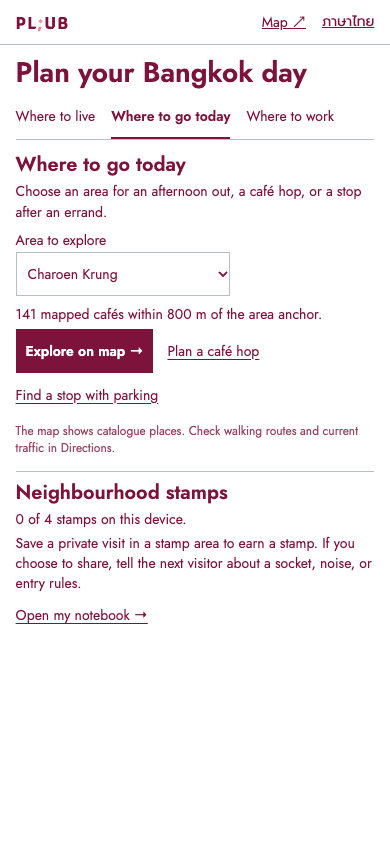 PL;UB
Map ↗ ภาษาไทย
Plan your Bangkok day
Where to live Where to go today Where to work
Where to go today
Choose an area for an afternoon out, a café hop, or a stop
after an errand.
Area to explore
Charoen Krung
141 mapped cafés within 800 m of the area anchor.
Explore on map → Plan a café hop
Find a stop with parking
The map shows catalogue places. Check walking routes and current
traffic in Directions.
Neighbourhood stamps
0 of 4 stamps on this device.
Save a private visit in a stamp area to earn a stamp. If you
choose to share, tell the next visitor about a socket, noise, or
entry rules.
Open my notebook →